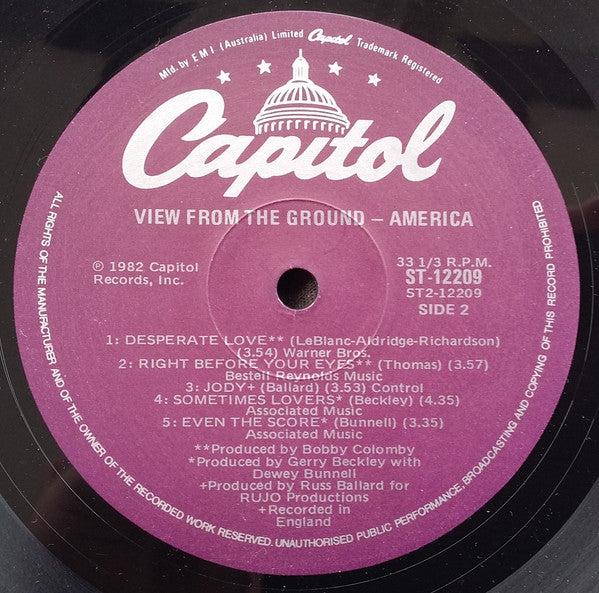 Mfd. by E M I (Australia) Limited Capitol Trademark Registered
Capitol
VIEW FROM THE GROUND – AMERICA
℗ 1982 Capitol
Records, Inc.
33 1/3 R.P.M.
ST-12209
ST2-12209
SIDE 2
1: DESPERATE LOVE** (LeBlanc-Aldridge-Richardson)
(3.54) Warner Bros.
2: RIGHT BEFORE YOUR EYES** (Thomas) (3.57)
Bestell Reynolds Music
3: JODY+ (Ballard) (3.53) Control
4: SOMETIMES LOVERS* (Beckley) (4.35)
Associated Music
5: EVEN THE SCORE* (Bunnell) (3.35)
Associated Music
**Produced by Bobby Colomby
*Produced by Gerry Beckley with
Dewey Bunnell
+Produced by Russ Ballard for
RUJO Productions
+Recorded in
England
ALL RIGHTS OF THE MANUFACTURER AND OF THE OWNER OF THE RECORDED WORK RESERVED. UNAUTHORISED PUBLIC PERFORMANCE, BROADCASTING AND COPYING OF THIS RECORD PROHIBITED